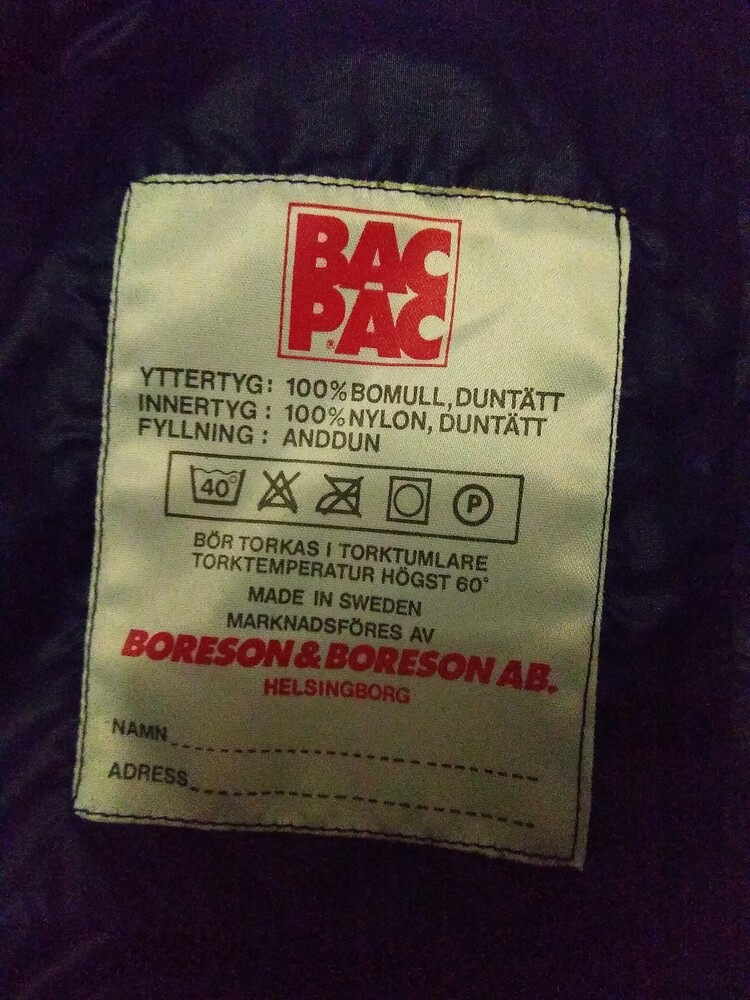 BAC
PAC®
YTTERTYG: 100% BOMULL, DUNTÄTT
INNERTYG: 100% NYLON, DUNTÄTT
FYLLNING: ANDDUN
40° P
BÖR TORKAS I TORKTUMLARE
TORKTEMPERATUR HÖGST 60°
MADE IN SWEDEN
MARKNADSFÖRES AV
BORESON & BORESON AB.
HELSINGBORG
NAMN
ADRESS